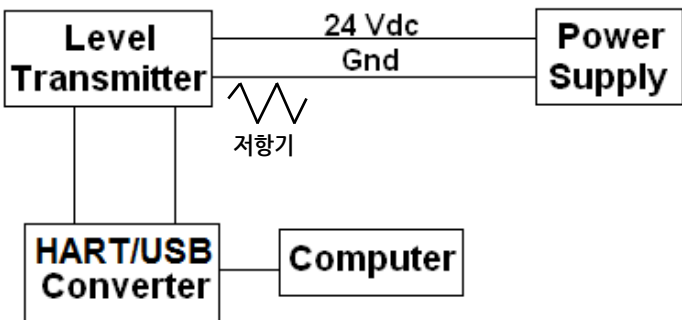 Level
Transmitter
24 Vdc
Gnd
Power
Supply
저항기
HART/USB
Converter
Computer